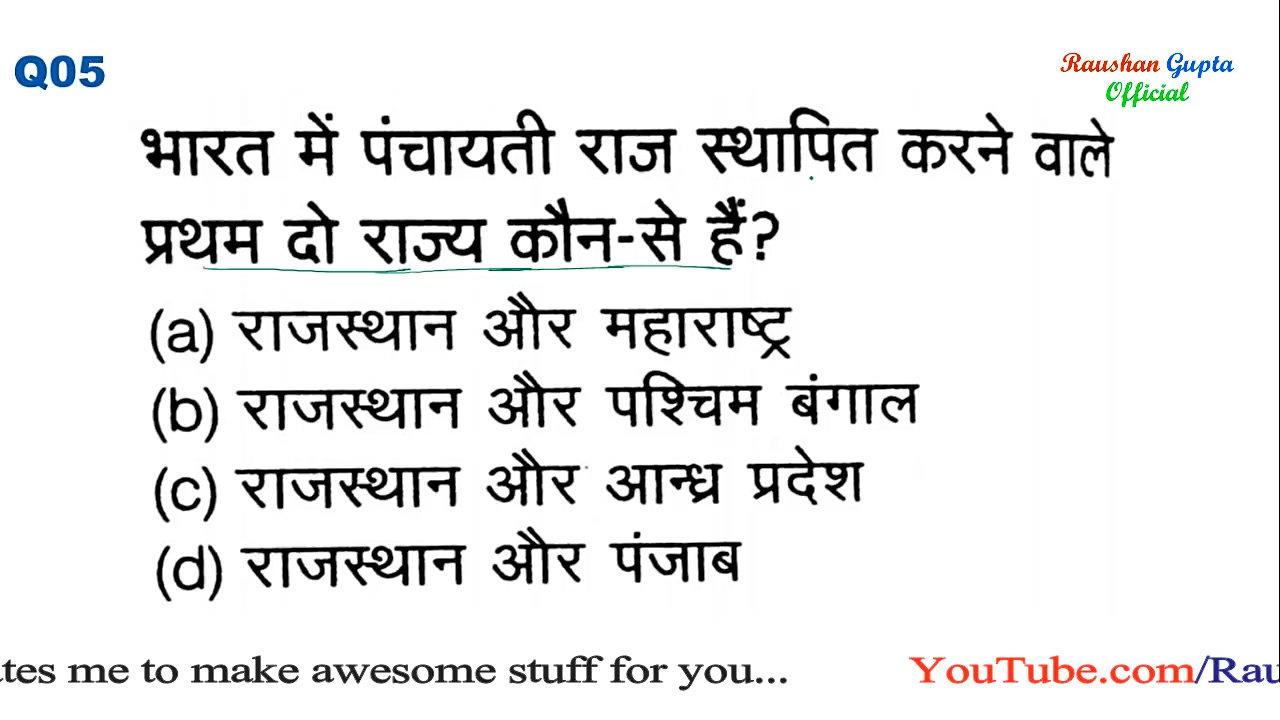 Q05
Raushan Gupta
Official
भारत में पंचायती राज स्थापित करने वाले
प्रथम दो राज्य कौन-से हैं?
(a) राजस्थान और महाराष्ट्र
(b) राजस्थान और पश्चिम बंगाल
(c) राजस्थान और आन्ध्र प्रदेश
(d) राजस्थान और पंजाब
me to make awesome stuff for you... YouTube.com/Rau